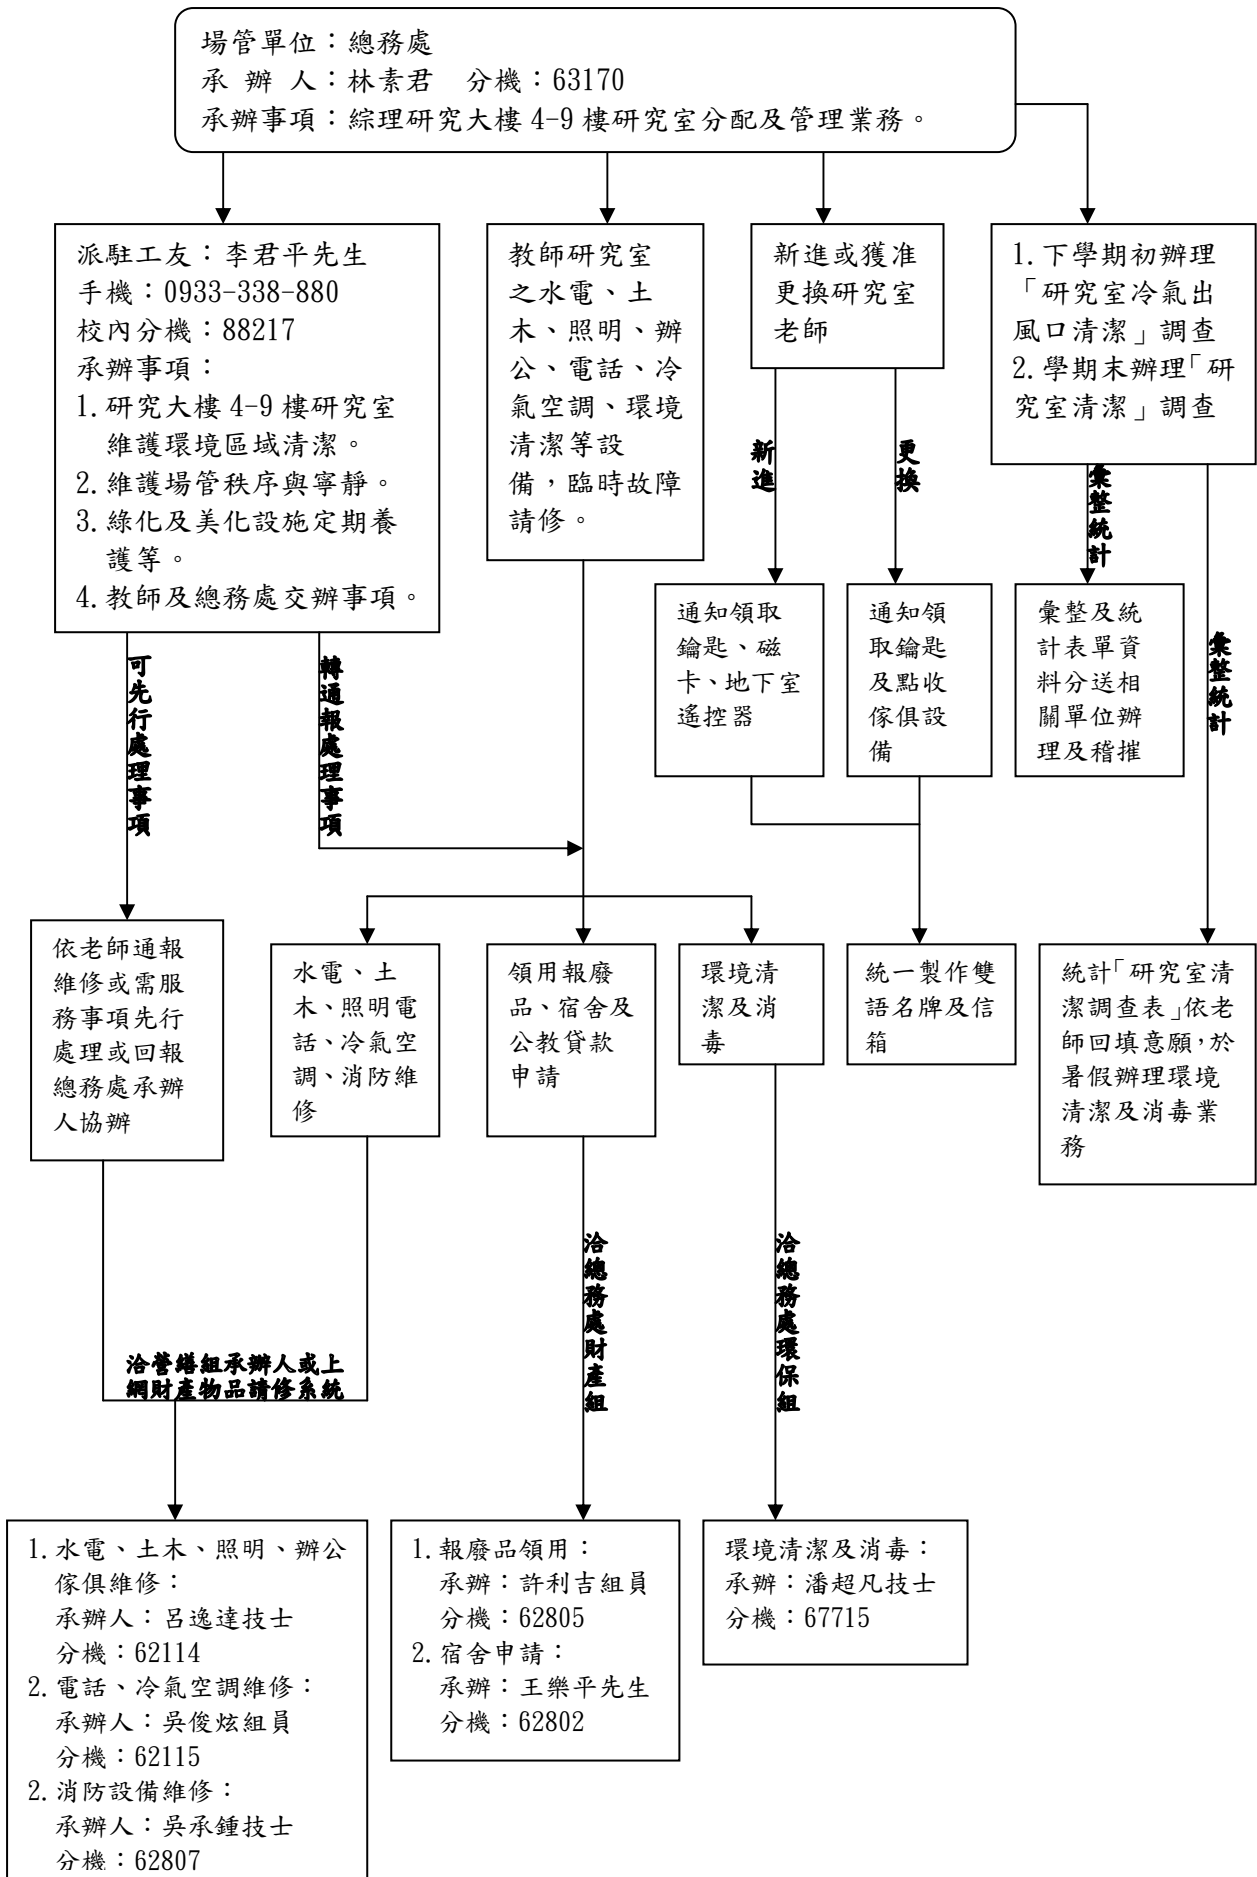 場管單位：總務處
承 辦 人：林素君　分機：63170
承辦事項：綜理研究大樓 4-9 樓研究室分配及管理業務。
派駐工友：李君平先生
手機：0933-338-880
校內分機：88217
承辦事項：
1.研究大樓 4-9 樓研究室
維護環境區域清潔。
2.維護場管秩序與寧靜。
3.綠化及美化設施定期養
護等。
4.教師及總務處交辦事項。
教師研究室
之水電、土
木、照明、辦
公、電話、冷
氣空調、環境
清潔等設
備，臨時故障
請修。
新進或獲准
更換研究室
老師
1.下學期初辦理
「研究室冷氣出
風口清潔」調查
2.學期末辦理「研
究室清潔」調查
新進
更換
彙整統計
彙整統計
通知領取
鑰匙、磁
卡、地下室
遙控器
通知領
取鑰匙
及點收
傢俱設
備
彙整及統
計表單資
料分送相
關單位辦
理及稽摧
可先行處理事項
轉通報處理事項
依老師通報
維修或需服
務事項先行
處理或回報
總務處承辦
人協辦
水電、土
木、照明電
話、冷氣空
調、消防維
修
領用報廢
品、宿舍及
公教貸款
申請
環境清
潔及消
毒
統一製作雙
語名牌及信
箱
統計「研究室清
潔調查表」依老
師回填意願，於
暑假辦理環境
清潔及消毒業
務
洽營繕組承辦人或上
網財產物品請修系統
洽總務處財產組
洽總務處環保組
1.水電、土木、照明、辦公
傢俱維修：
承辦人：呂逸達技士
分機：62114
2.電話、冷氣空調維修：
承辦人：吳俊炫組員
分機：62115
2.消防設備維修：
承辦人：吳承鍾技士
分機：62807
1.報廢品領用：
承辦：許利吉組員
分機：62805
2.宿舍申請：
承辦：王樂平先生
分機：62802
環境清潔及消毒：
承辦：潘超凡技士
分機：67715